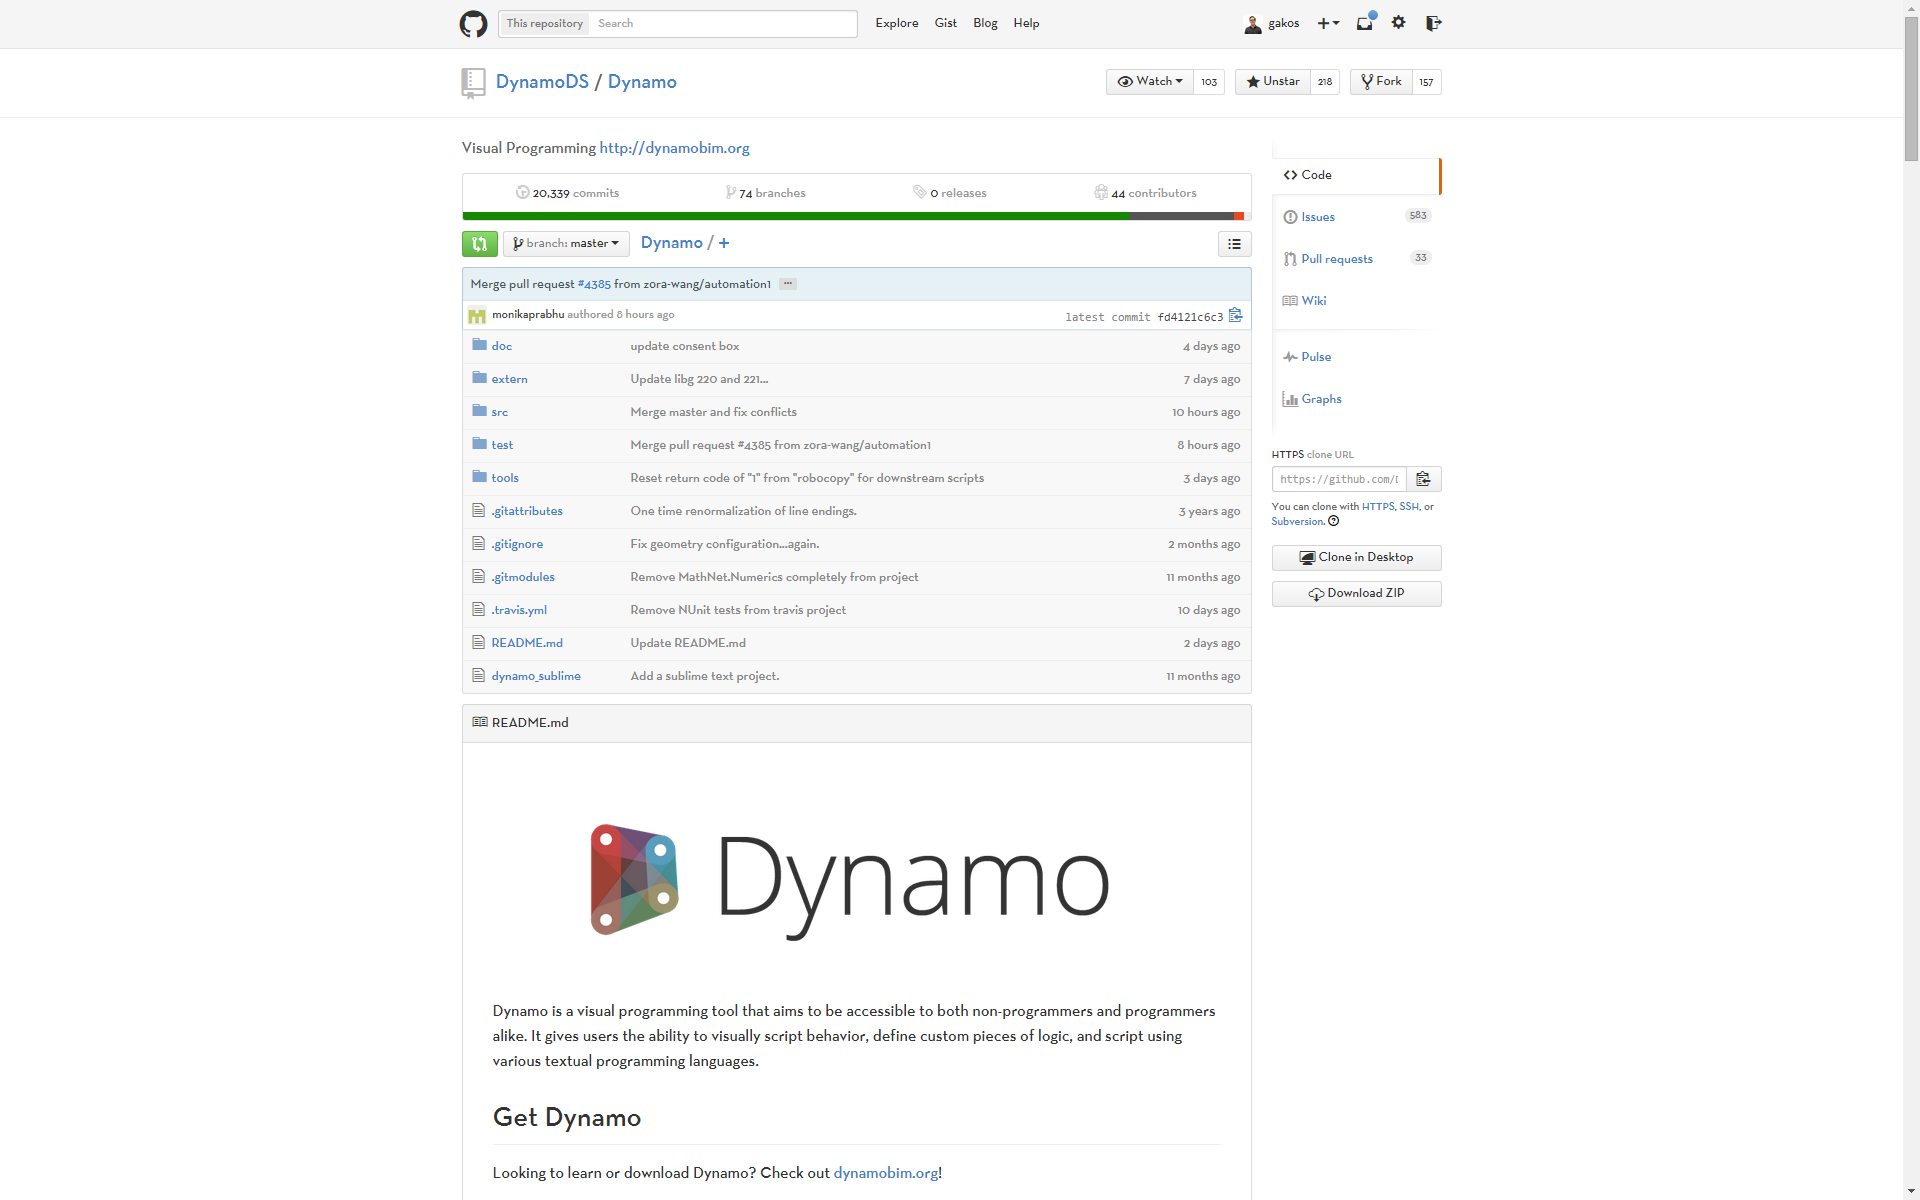 This repository Search Explore Gist Blog Help gakos
DynamoDS / Dynamo Watch 103 Unstar 218 Fork 157
Visual Programming http://dynamobim.org
20,339 commits 74 branches 0 releases 44 contributors
branch: master Dynamo / +
Merge pull request #4385 from zora-wang/automation1 ...
monikaprabhu authored 8 hours ago latest commit fd4121c6c3
doc update consent box 4 days ago
extern Update libg 220 and 221... 7 days ago
src Merge master and fix conflicts 10 hours ago
test Merge pull request #4385 from zora-wang/automation1 8 hours ago
tools Reset return code of "1" from "robocopy" for downstream scripts 3 days ago
.gitattributes One time renormalization of line endings. 3 years ago
.gitignore Fix geometry configuration...again. 2 months ago
.gitmodules Remove MathNet.Numerics completely from project 11 months ago
.travis.yml Remove NUnit tests from travis project 10 days ago
README.md Update README.md 2 days ago
dynamo_sublime Add a sublime text project. 11 months ago
README.md
Dynamo
Dynamo is a visual programming tool that aims to be accessible to both non-programmers and programmers
alike. It gives users the ability to visually script behavior, define custom pieces of logic, and script using
various textual programming languages.
Get Dynamo
Looking to learn or download Dynamo? Check out dynamobim.org!
Code
Issues 583
Pull requests 33
Wiki
Pulse
Graphs
HTTPS clone URL
https://github.com/
You can clone with HTTPS, SSH, or
Subversion.
Clone in Desktop
Download ZIP